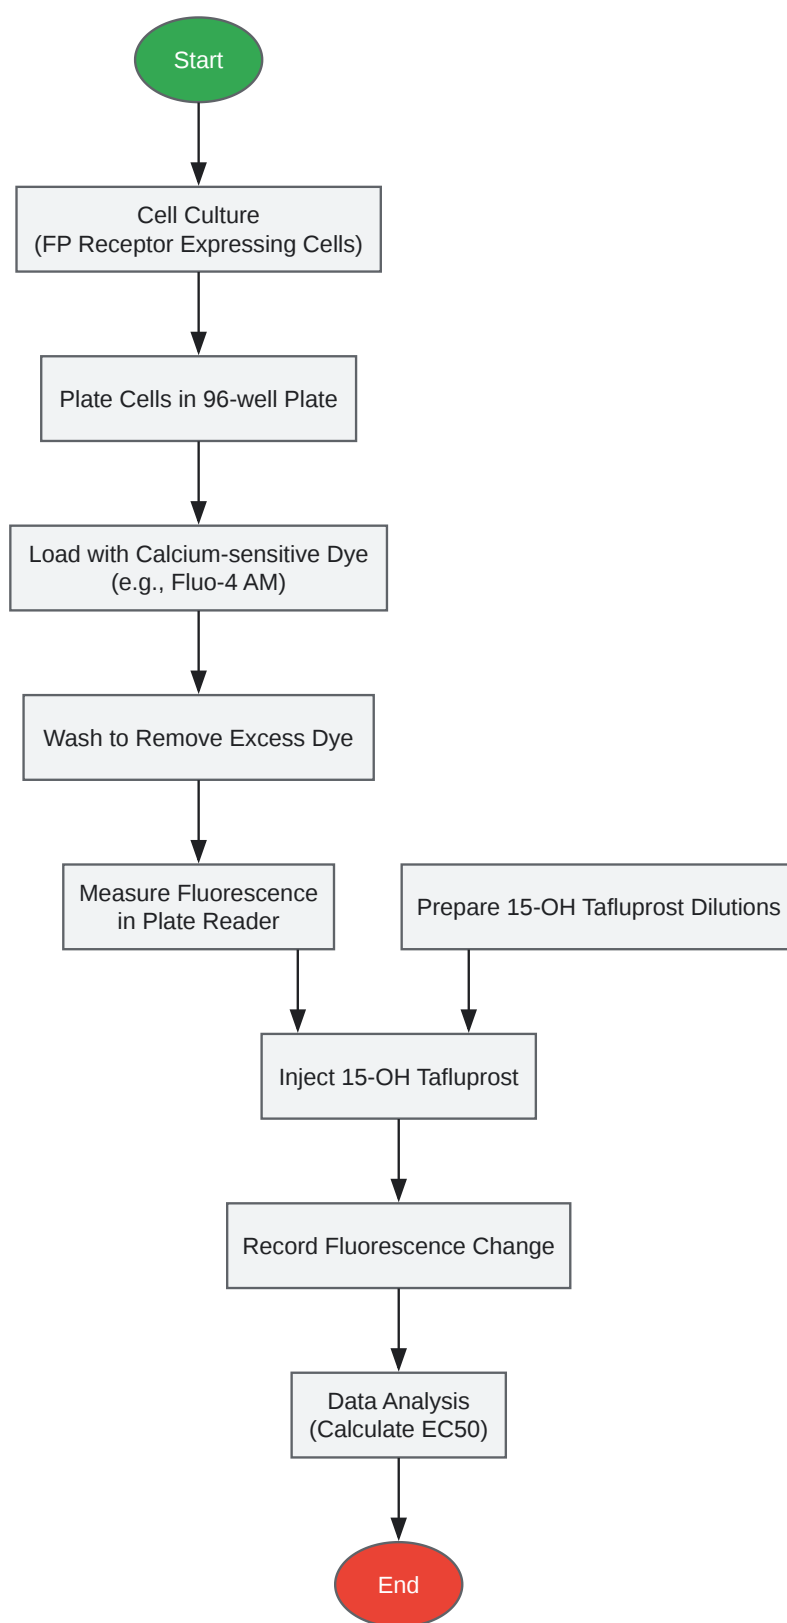 Start
Cell Culture
(FP Receptor Expressing Cells)
Plate Cells in 96-well Plate
Load with Calcium-sensitive Dye
(e.g., Fluo-4 AM)
Wash to Remove Excess Dye
Measure Fluorescence
in Plate Reader
Prepare 15-OH Tafluprost Dilutions
Inject 15-OH Tafluprost
Record Fluorescence Change
Data Analysis
(Calculate EC50)
End